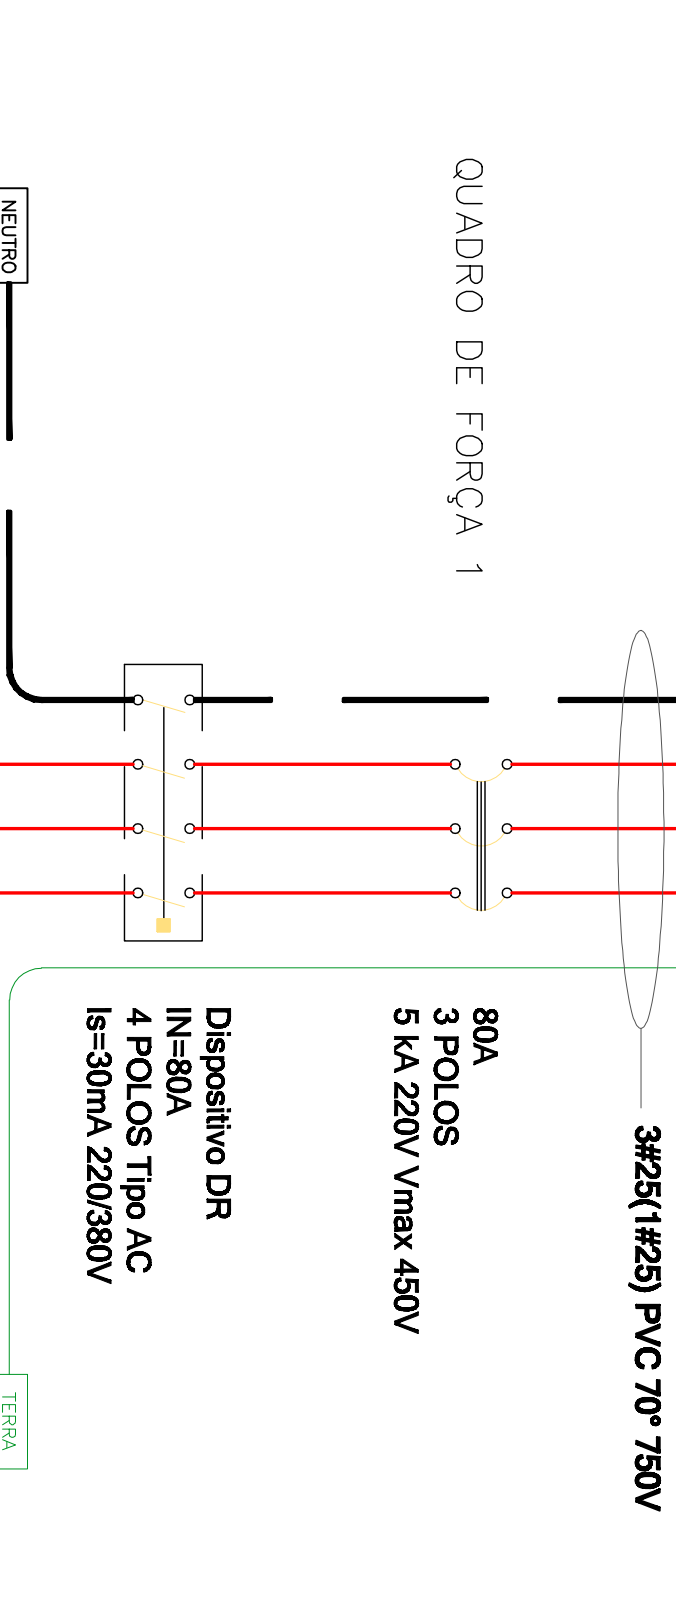 3#25(1#25) PVC 70° 750V
QUADRO DE FORÇA 1
80A
3 POLOS
5 kA 220V Vmax 450V
Dispositivo DR
IN=80A
4 POLOS Tipo AC
Is=30mA 220/380V
NEUTRO
TERRA